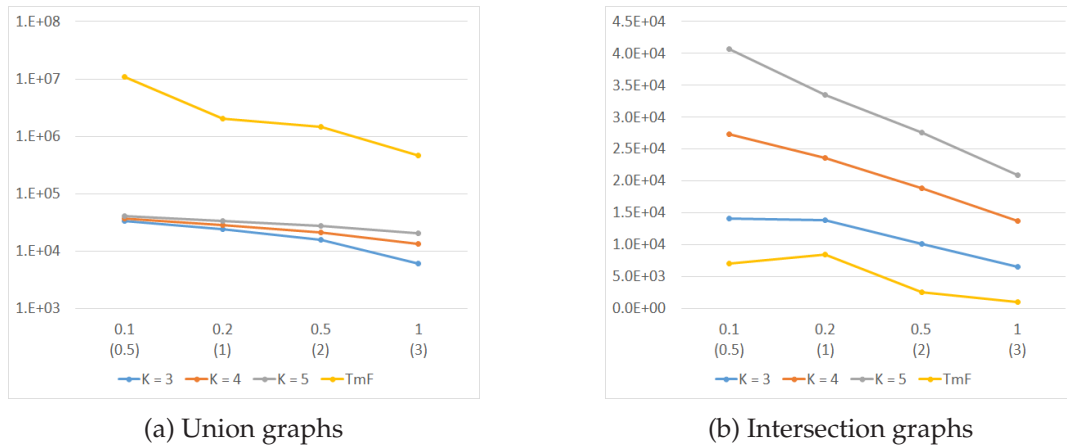 1.E+08
1.E+07
1.E+06
1.E+05
1.E+04
1.E+03
0.1 0.2 0.5 1
(0.5) (1) (2) (3)
K = 3 K = 4 K = 5 TmF
(a) Union graphs
4.5E+04
4.0E+04
3.5E+04
3.0E+04
2.5E+04
2.0E+04
1.5E+04
1.0E+04
5.0E+03
0.0E+00
0.1 0.2 0.5 1
(0.5) (1) (2) (3)
K = 3 K = 4 K = 5 TmF
(b) Intersection graphs